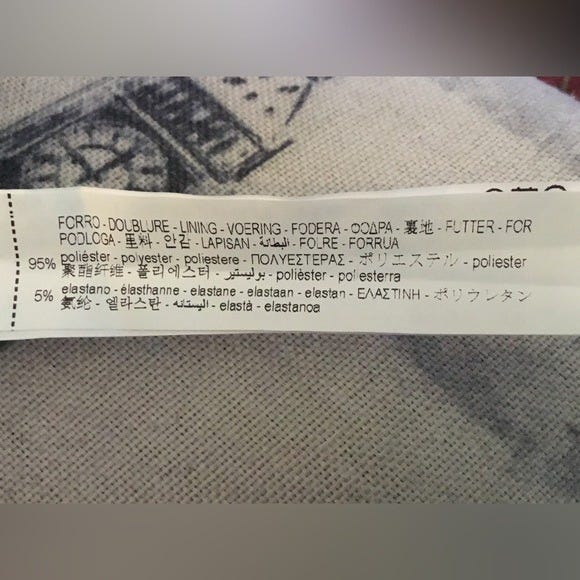 FORRO - DOUBLURE - LINING - VOERING - FODERA - ΦΟΔΡΑ - 裏地 - FUTTER - FOR
PODLOGA - 里料 - 안감 - LAPISAN - البطانة - FOLRE - FORRUA
95% poliéster - polyester - poliestere - ΠΟΛΥΕΣΤΕΡΑΣ - ポリエステル - poliester
聚酯纤维 - 폴리에스터 - بوليستير - polièster - poliesterra
5% elastano - élasthanne - elastane - elastaan - elastan - ΕΛΑΣΤΙΝΗ - ポリウレタン
氨纶 - 엘라스탄 - اليستانه - elastà - elastanoa